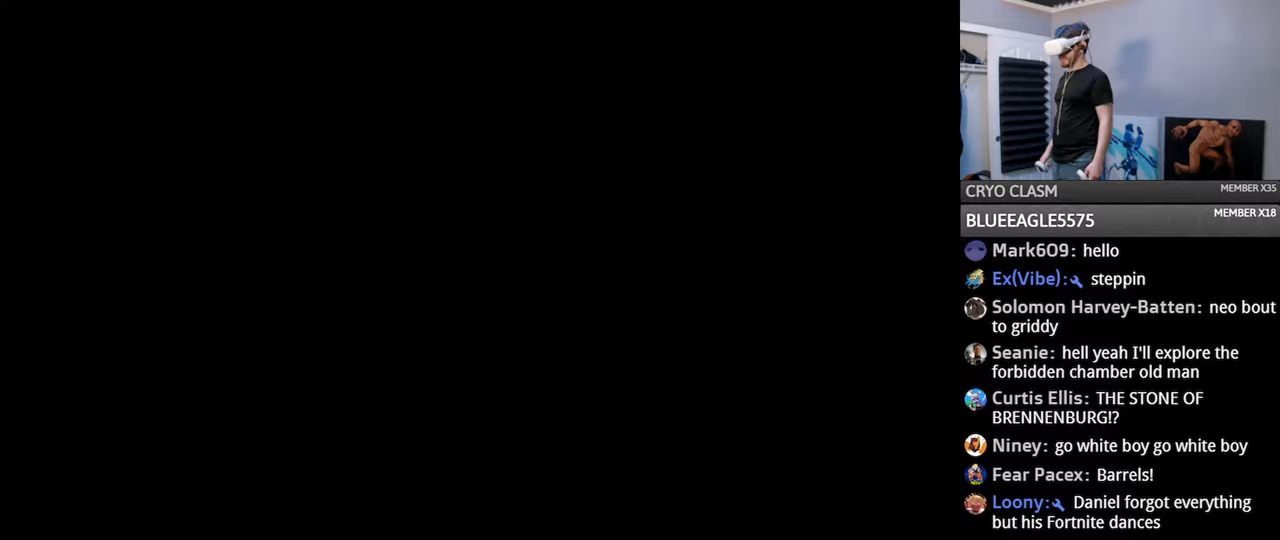 CRYO CLASM MEMBER X35
BLUEEAGLE5575 MEMBER X18
Mark609: hello
Ex(Vibe): steppin
Solomon Harvey-Batten: neo bout
to griddy
Seanie: hell yeah I'll explore the
forbidden chamber old man
Curtis Ellis: THE STONE OF
BRENNENBURG!?
Niney: go white boy go white boy
Fear Pacex: Barrels!
Loony: Daniel forgot everything
but his Fortnite dances